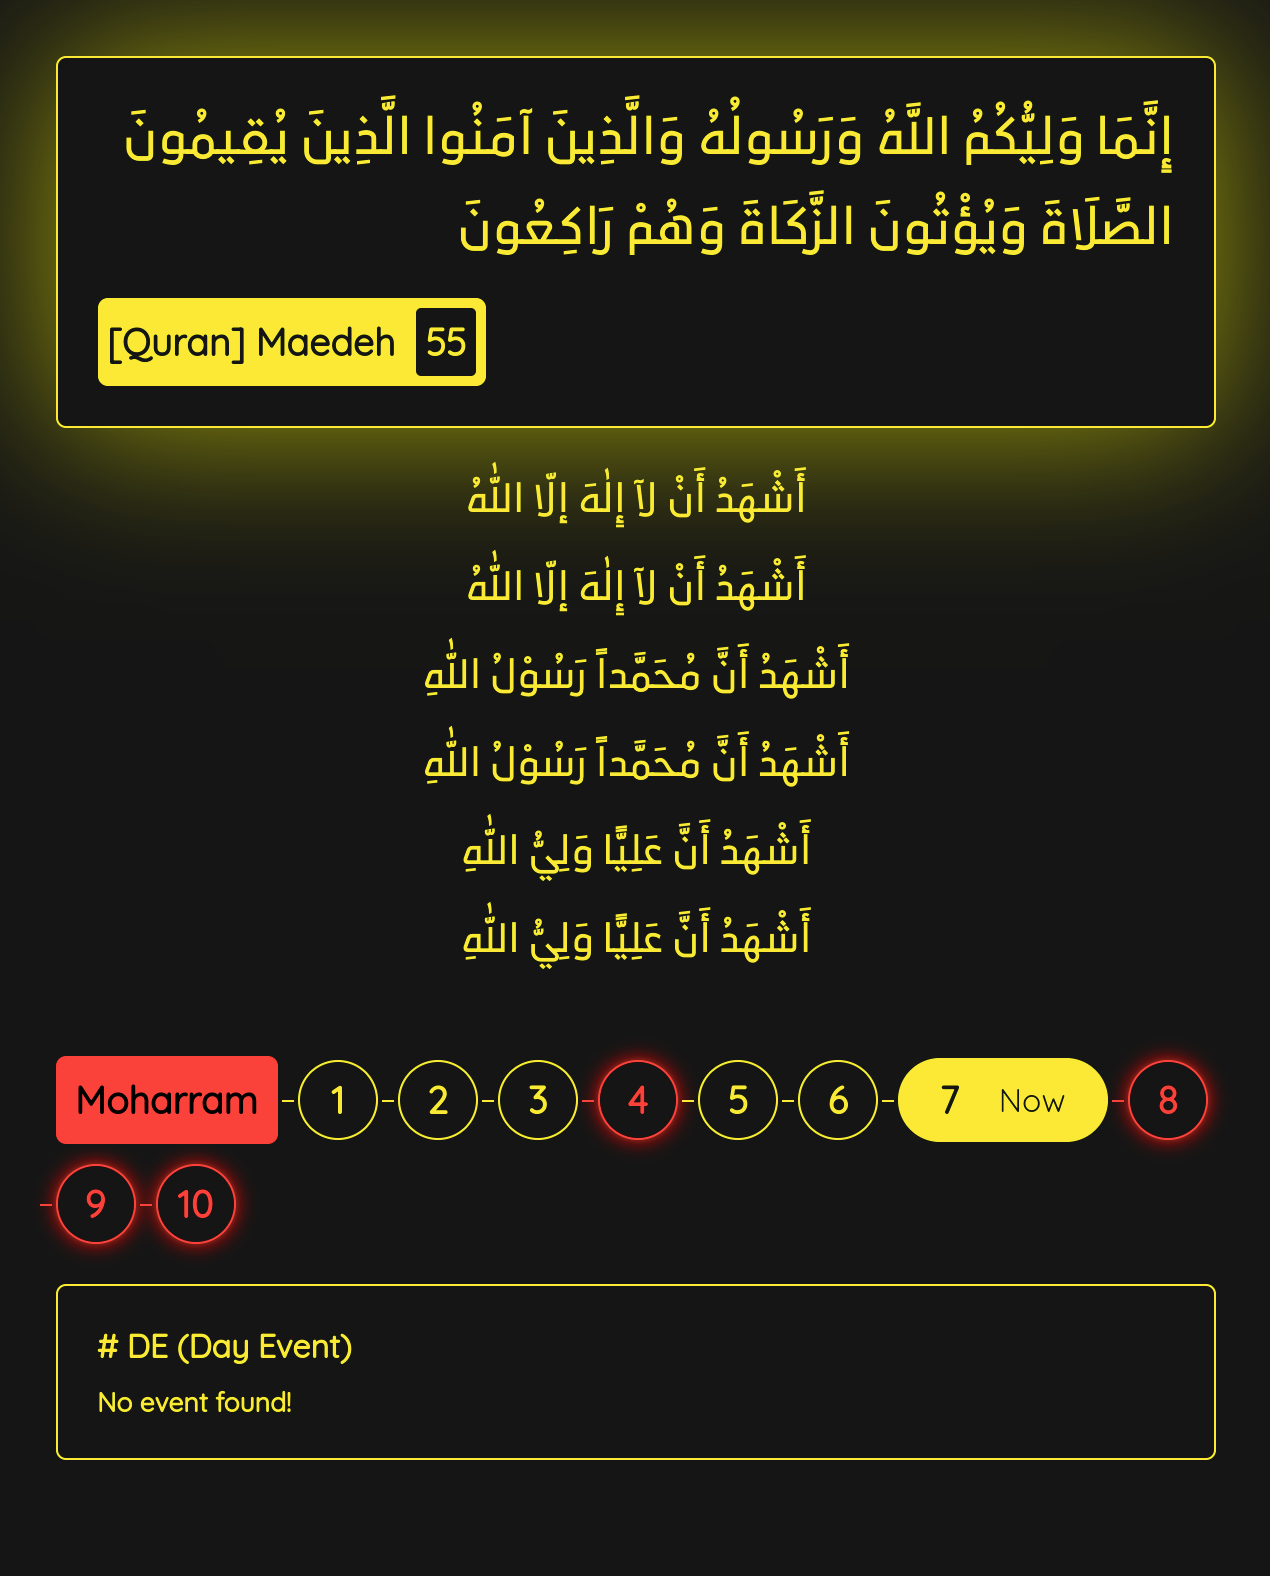 إِنَّمَا وَلِيُّكُمُ اللَّهُ وَرَسُولُهُ وَالَّذِينَ آمَنُوا الَّذِينَ يُقِيمُونَ
الصَّلَاةَ وَيُؤْتُونَ الزَّكَاةَ وَهُمْ رَاكِعُونَ
[Quran] Maedeh 55
أَشْهَدُ أَنْ لآ إِلٰهَ إلّا اللّٰهُ
أَشْهَدُ أَنْ لآ إِلٰهَ إلّا اللّٰهُ
أَشْهَدُ أَنَّ مُحَمَّداً رَسُوْلُ اللّٰهِ
أَشْهَدُ أَنَّ مُحَمَّداً رَسُوْلُ اللّٰهِ
أَشْهَدُ أَنَّ عَلِيًّا وَلِيُّ اللّٰهِ
أَشْهَدُ أَنَّ عَلِيًّا وَلِيُّ اللّٰهِ
Moharram 1 2 3 4 5 6 7 Now 8
9 10
# DE (Day Event)
No event found!